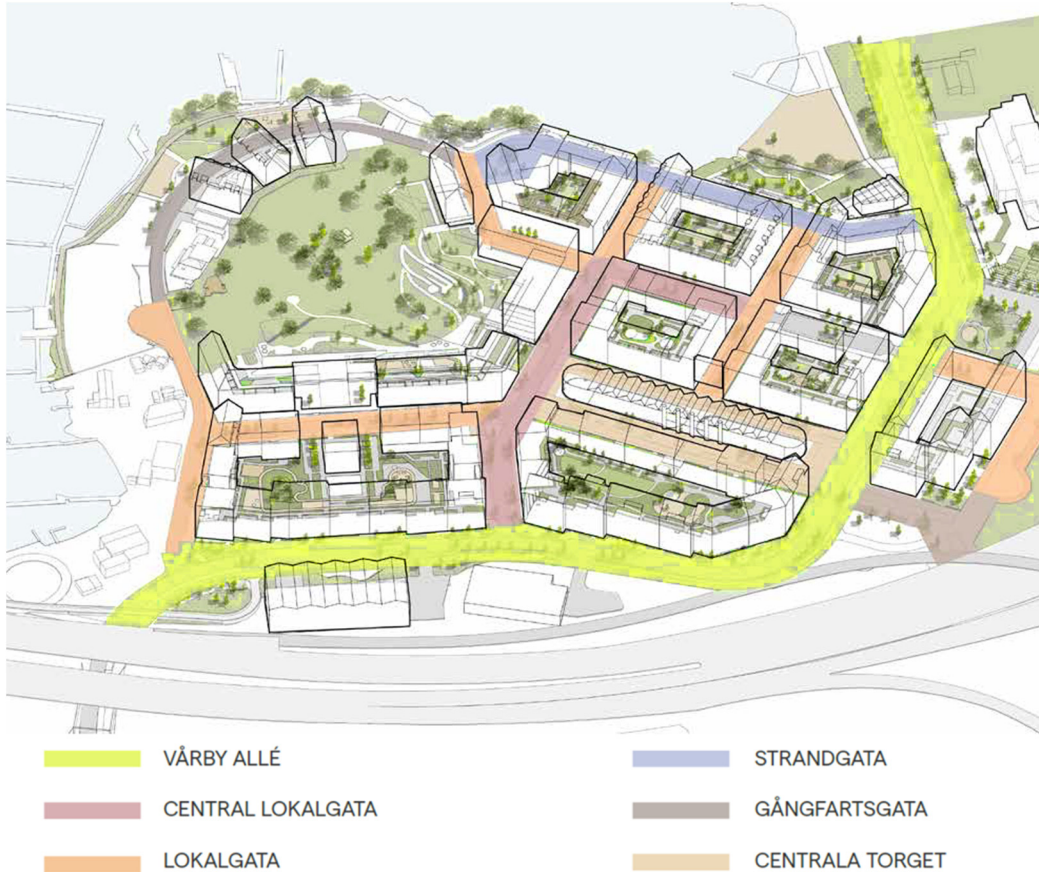 VÅRBY ALLÉ
CENTRAL LOKALGATA
LOKALGATA
STRANDGATA
GÅNGFARTSGATA
CENTRALA TORGET